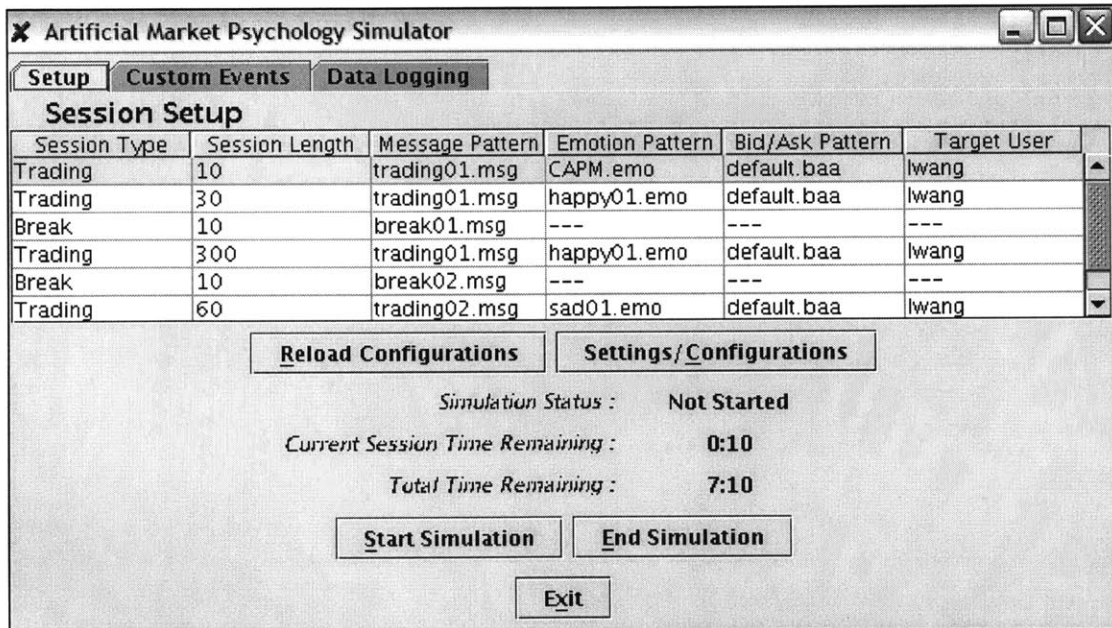 Artificial Market Psychology Simulator
Setup Custom Events Data Logging
Session Setup
Session Type Session Length Message Pattern Emotion Pattern Bid/Ask Pattern Target User
Trading 10 trading01.msg CAPM.emo default.baa lwang
Trading 30 trading01.msg happy01.emo default.baa lwang
Break 10 break01.msg --- --- ---
Trading 300 trading01.msg happy01.emo default.baa lwang
Break 10 break02.msg --- --- ---
Trading 60 trading02.msg sad01.emo default.baa lwang
Reload Configurations Settings/Configurations
Simulation Status : Not Started
Current Session Time Remaining : 0:10
Total Time Remaining : 7:10
Start Simulation End Simulation
Exit